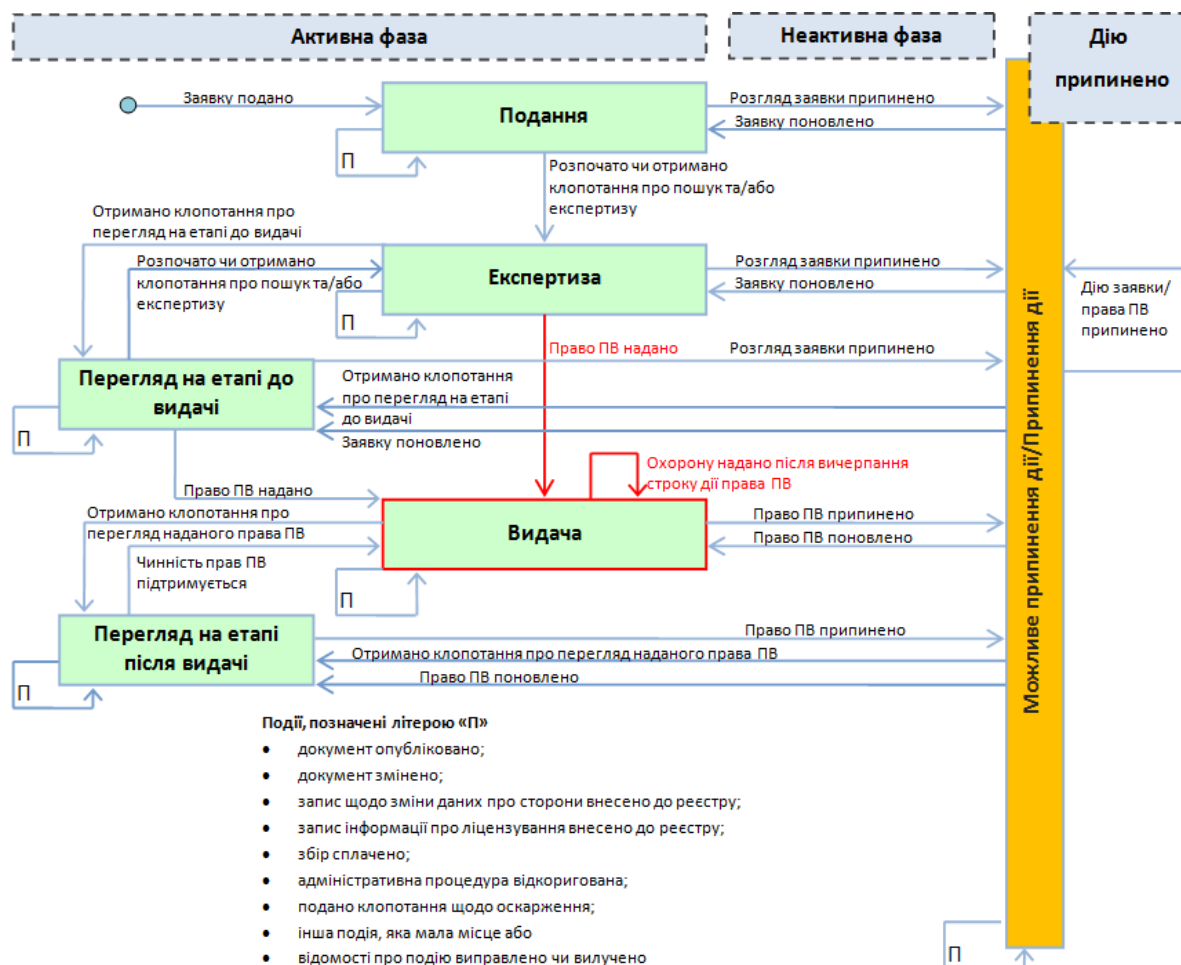 Активна фаза
Неактивна фаза
Дію
припинено
Заявку подано
Подання
Розгляд заявки припинено
Заявку поновлено
П
Розпочато чи отримано
клопотання про пошук та/або
експертизу
Отримано клопотання про
перегляд на етапі до видачі
Розпочато чи отримано
клопотання про пошук та/або
експертизу
Експертиза
Розгляд заявки припинено
Заявку поновлено
П
Дію заявки/
права ПВ
припинено
Право ПВ надано
Розгляд заявки припинено
Перегляд на етапі до
видачі
Отримано клопотання
про перегляд на етапі
до видачі
Заявку поновлено
П
Право ПВ надано
Охорону надано після вичерпання
строку дії права ПВ
Отримано клопотання про
перегляд наданого права ПВ
Видача
Право ПВ припинено
Право ПВ поновлено
Чинність прав ПВ
підтримується
П
Перегляд на етапі
після видачі
Право ПВ припинено
Отримано клопотання про перегляд наданого права ПВ
Право ПВ поновлено
П
Можливе припинення дії/Припинення дії
Події, позначені літерою «П»
● документ опубліковано;
● документ змінено;
● запис щодо зміни даних про сторони внесено до реєстру;
● запис інформації про ліцензування внесено до реєстру;
● збір сплачено;
● адміністративна процедура відкоригована;
● подано клопотання щодо оскарження;
● інша подія, яка мала місце або
● відомості про подію виправлено чи вилучено
П